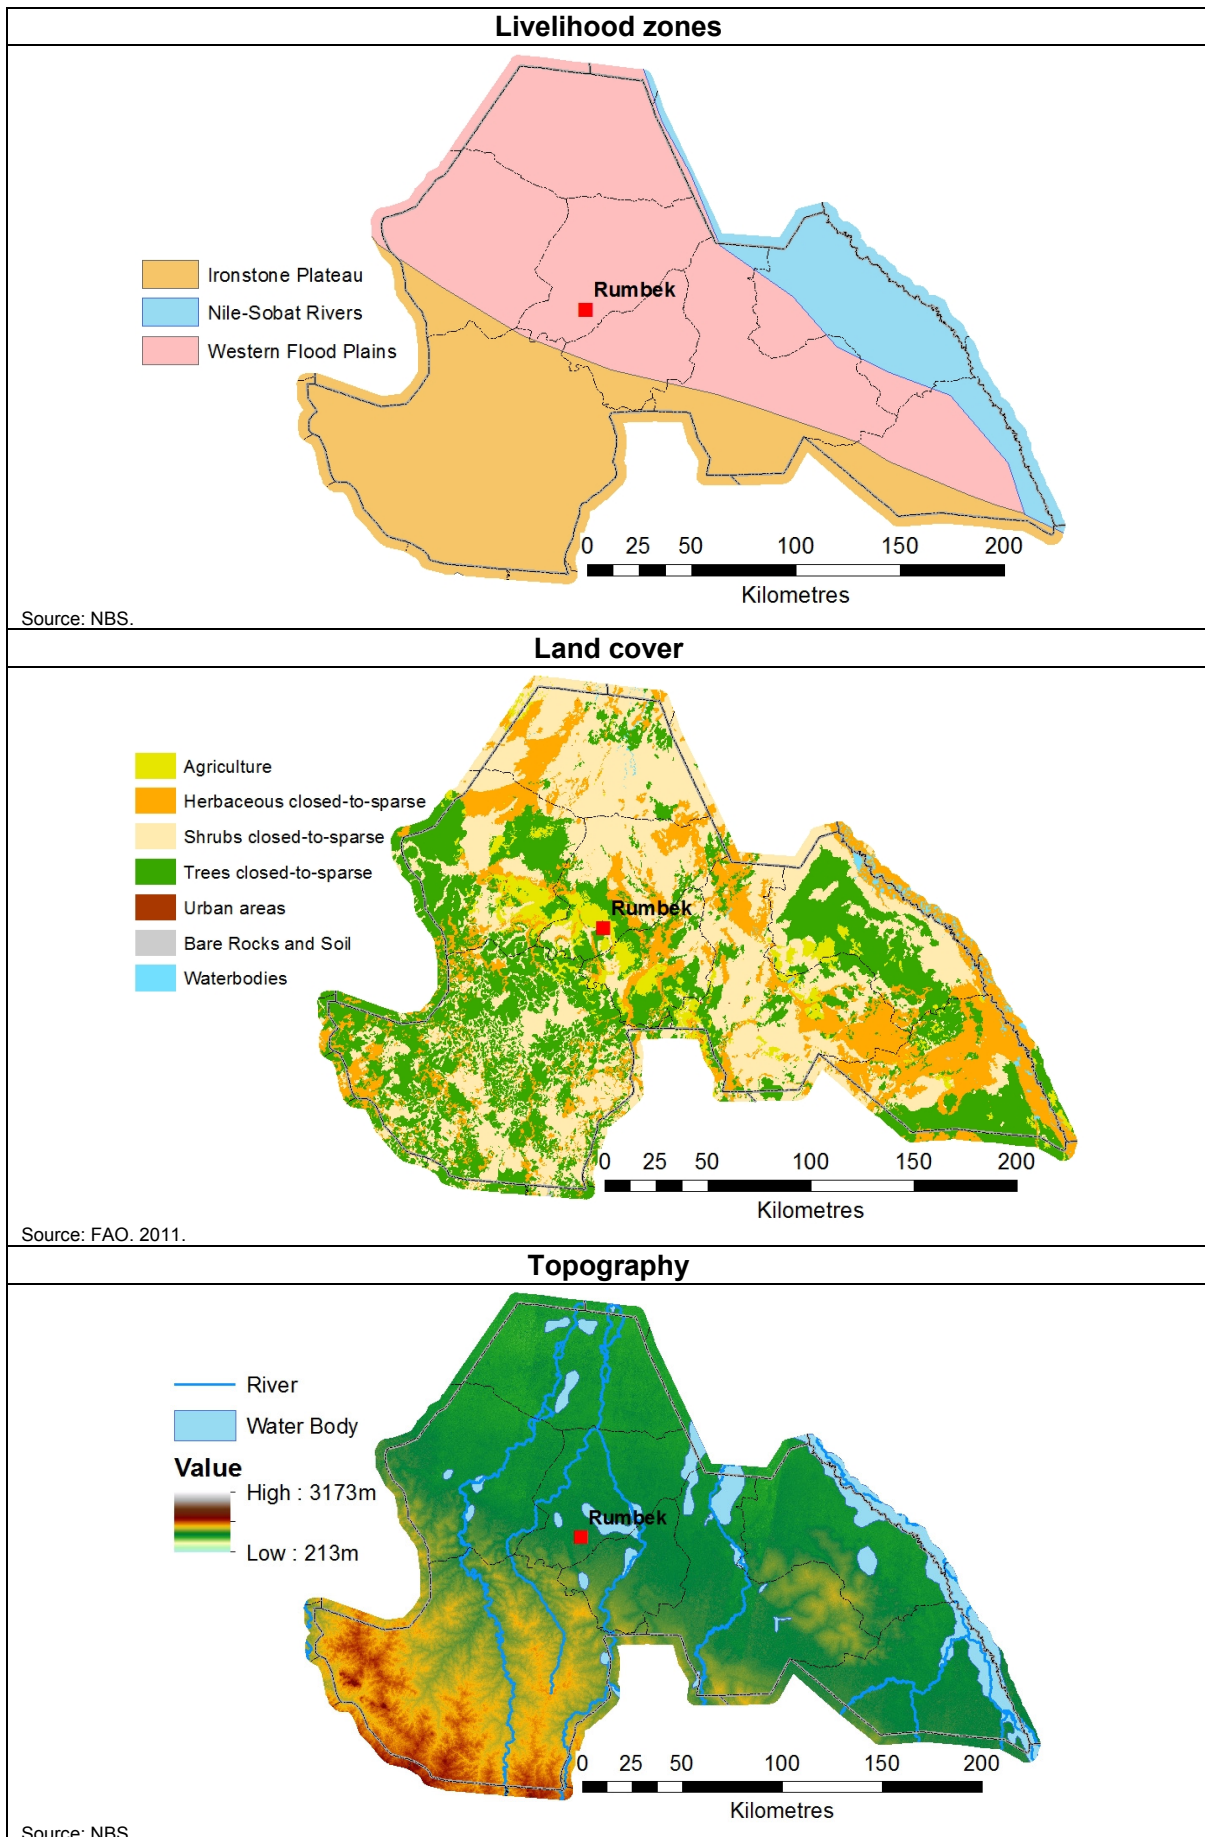 Livelihood zones
Ironstone Plateau
Nile-Sobat Rivers
Western Flood Plains
Rumbek
0 25 50 100 150 200
Kilometres
Source: NBS.
Land cover
Agriculture
Herbaceous closed-to-sparse
Shrubs closed-to-sparse
Trees closed-to-sparse
Urban areas
Bare Rocks and Soil
Waterbodies
Rumbek
0 25 50 100 150 200
Kilometres
Source: FAO. 2011.
Topography
River
Water Body
Value
High : 3173m
Low : 213m
Rumbek
0 25 50 100 150 200
Kilometres
Source: NBS